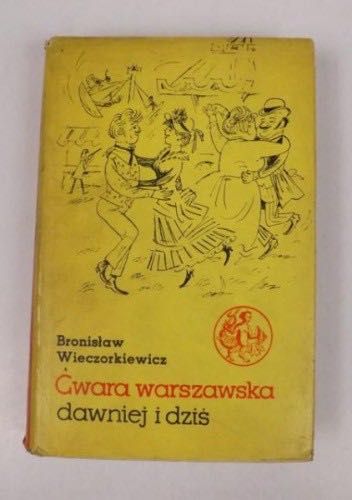 Bronisław
Wieczorkiewicz
Gwara warszawska
dawniej i dziś